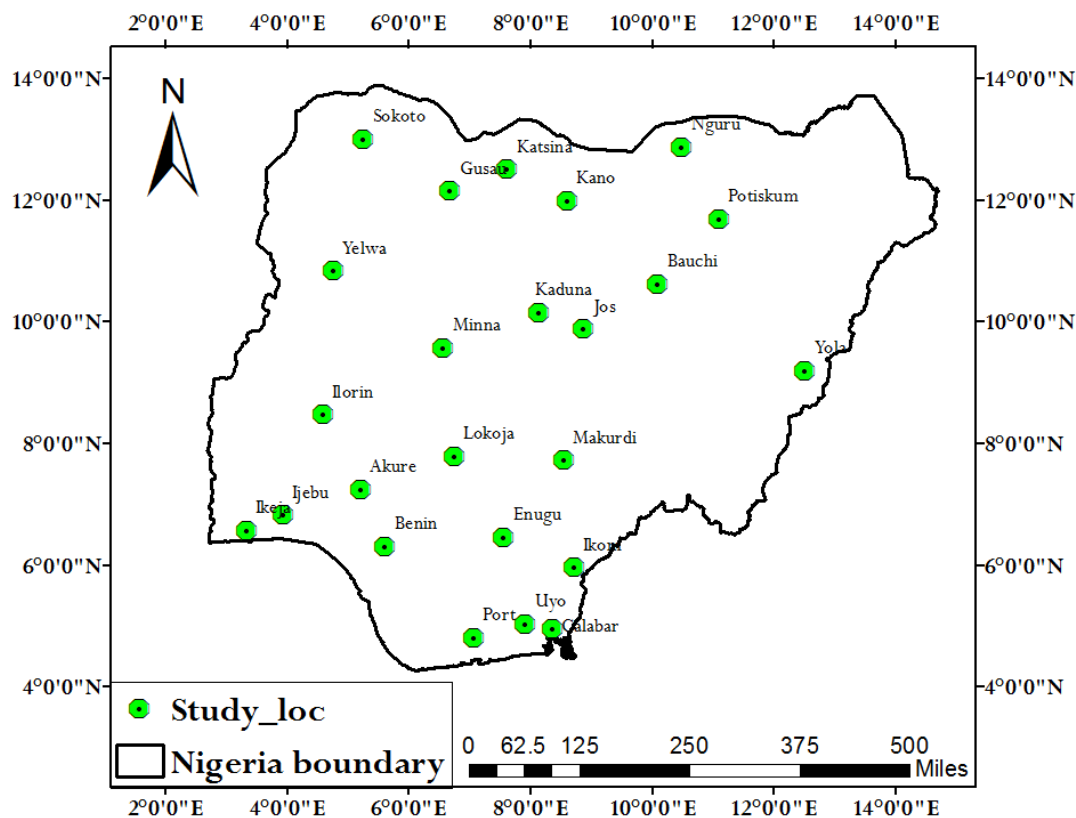 2°0'0"E 4°0'0"E 6°0'0"E 8°0'0"E 10°0'0"E 12°0'0"E 14°0'0"E
14°0'0"N 14°0'0"N
N
Sokoto
Nguru
Katsina
Gusau
Kano
12°0'0"N 12°0'0"N
Potiskum
Yelwa
Bauchi
Kaduna
Jos
10°0'0"N 10°0'0"N
Minna
Yola
Ilorin
8°0'0"N 8°0'0"N
Lokoja
Makurdi
Akure
Ijebu
Ikeja
Benin
Enugu
Ikom
6°0'0"N 6°0'0"N
Uyo
Port
Calabar
4°0'0"N 4°0'0"N
Study_loc
Nigeria boundary
0 62.5 125 250 375 500
Miles
2°0'0"E 4°0'0"E 6°0'0"E 8°0'0"E 10°0'0"E 12°0'0"E 14°0'0"E